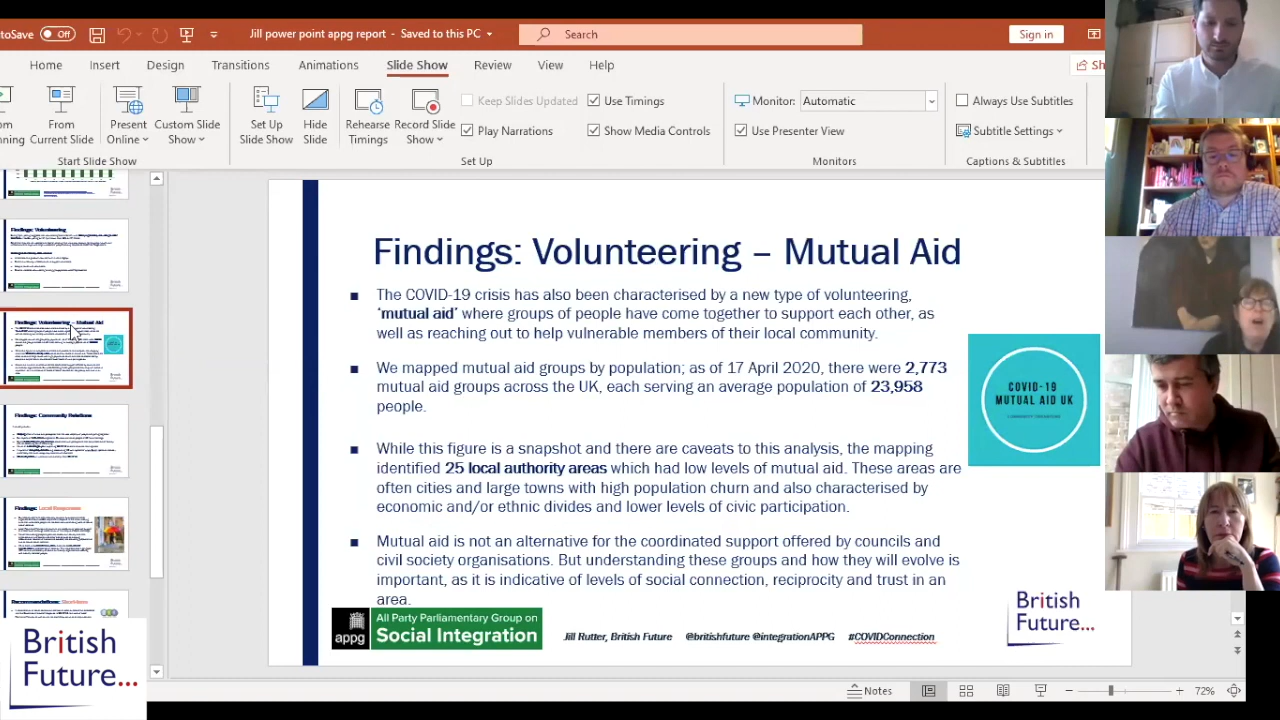 AutoSave Off
Jill power point appg report - Saved to this PC
Search
Sign in
Home Insert Design Transitions Animations Slide Show Review View Help
From Current Slide
Present Online
Custom Slide Show
Set Up Slide Show
Hide Slide
Rehearse Timings
Record Slide Show
Keep Slides Updated
Play Narrations
Use Timings
Show Media Controls
Monitor: Automatic
Use Presenter View
Always Use Subtitles
Subtitle Settings
Start Slide Show
Set Up
Monitors
Captions & Subtitles
Findings: Volunteering
Findings: Volunteering – Mutual Aid
Findings: Community Relations
Findings: Local Responses
Findings: Volunteering – Mutual Aid
■ The COVID-19 crisis has also been characterised by a new type of volunteering,
‘mutual aid’ where groups of people have come together to support each other, as
well as reaching out to help vulnerable members of their local community.
■ We mapped mutual aid groups by population; as of 17 April 2020, there were 2,773
mutual aid groups across the UK, each serving an average population of 23,958
people.
■ While this figure is a snapshot and there are caveats to this analysis, the mapping
identified 25 local authority areas which had low levels of mutual aid. These areas are
often cities and large towns with high population churn and also characterised by
economic and/or ethnic divides and lower levels of civic participation.
■ Mutual aid is not an alternative for the coordinated support offered by councils and
civil society organisations. But understanding these groups and how they will evolve is
important, as it is indicative of levels of social connection, reciprocity and trust in an
area.
COVID-19
MUTUAL AID UK
appg
All Party Parliamentary Group on
Social Integration
Jill Rutter, British Future @britishfuture @integrationAPPG #COVIDConnection
British
Future...
British
Future...
Notes
72%